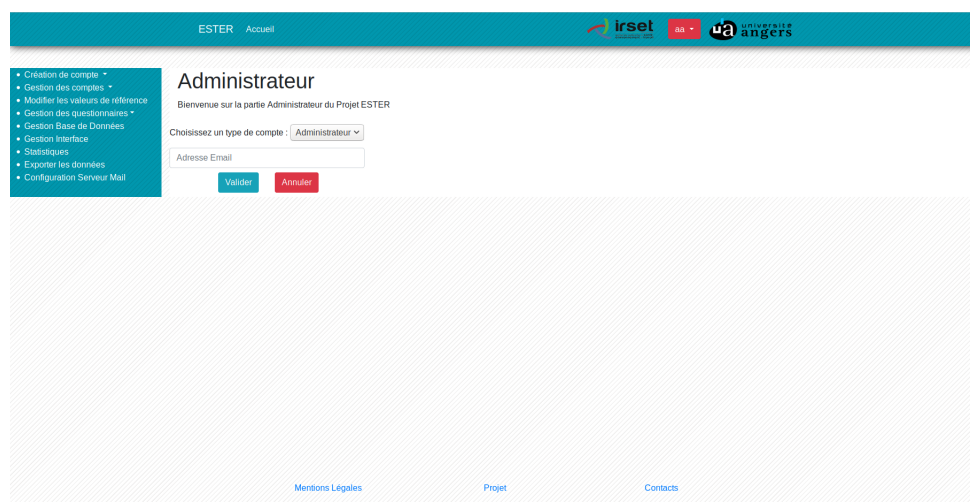 ESTER Accueil irset aa université angers
Création de compte
Gestion des comptes
Modifier les valeurs de référence
Gestion des questionnaires
Gestion Base de Données
Gestion Interface
Statistiques
Exporter les données
Configuration Serveur Mail
Administrateur
Bienvenue sur la partie Administrateur du Projet ESTER
Choisissez un type de compte : Administrateur
Adresse Email
Valider Annuler
Mentions Légales Projet Contacts